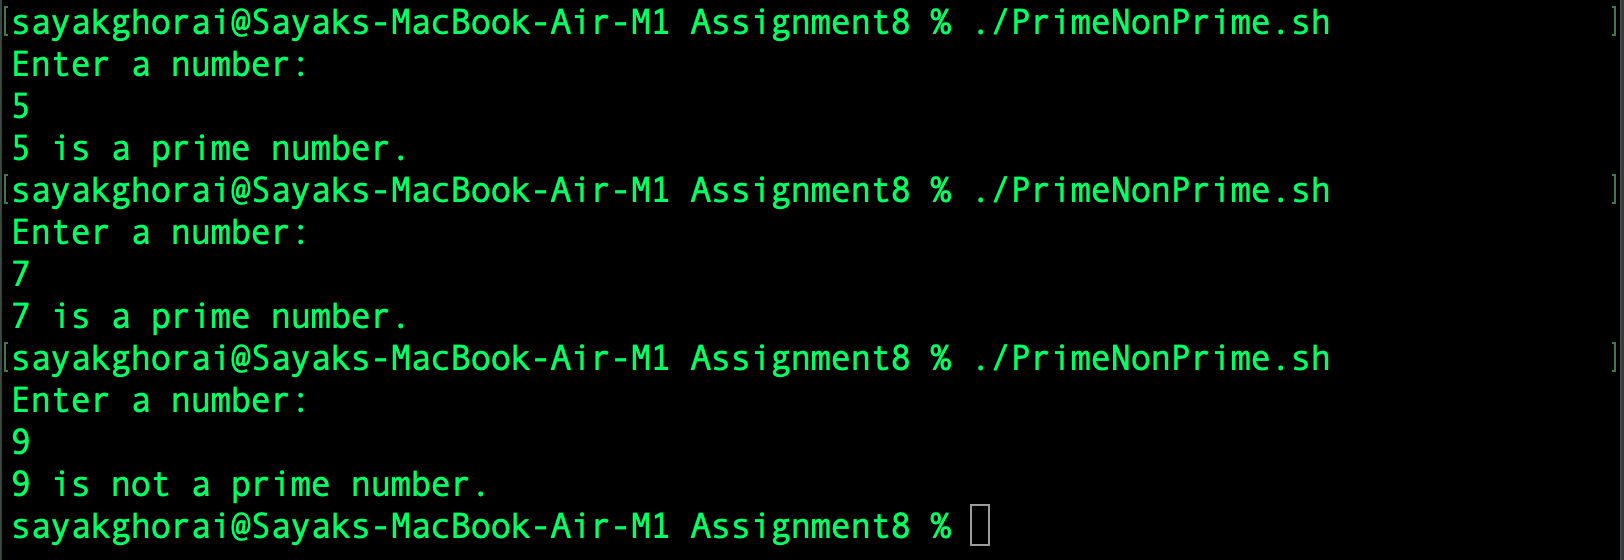 [sayakghorai@Sayaks-MacBook-Air-M1 Assignment8 % ./PrimeNonPrime.sh ]
Enter a number:
5
5 is a prime number.
[sayakghorai@Sayaks-MacBook-Air-M1 Assignment8 % ./PrimeNonPrime.sh ]
Enter a number:
7
7 is a prime number.
[sayakghorai@Sayaks-MacBook-Air-M1 Assignment8 % ./PrimeNonPrime.sh ]
Enter a number:
9
9 is not a prime number.
sayakghorai@Sayaks-MacBook-Air-M1 Assignment8 %